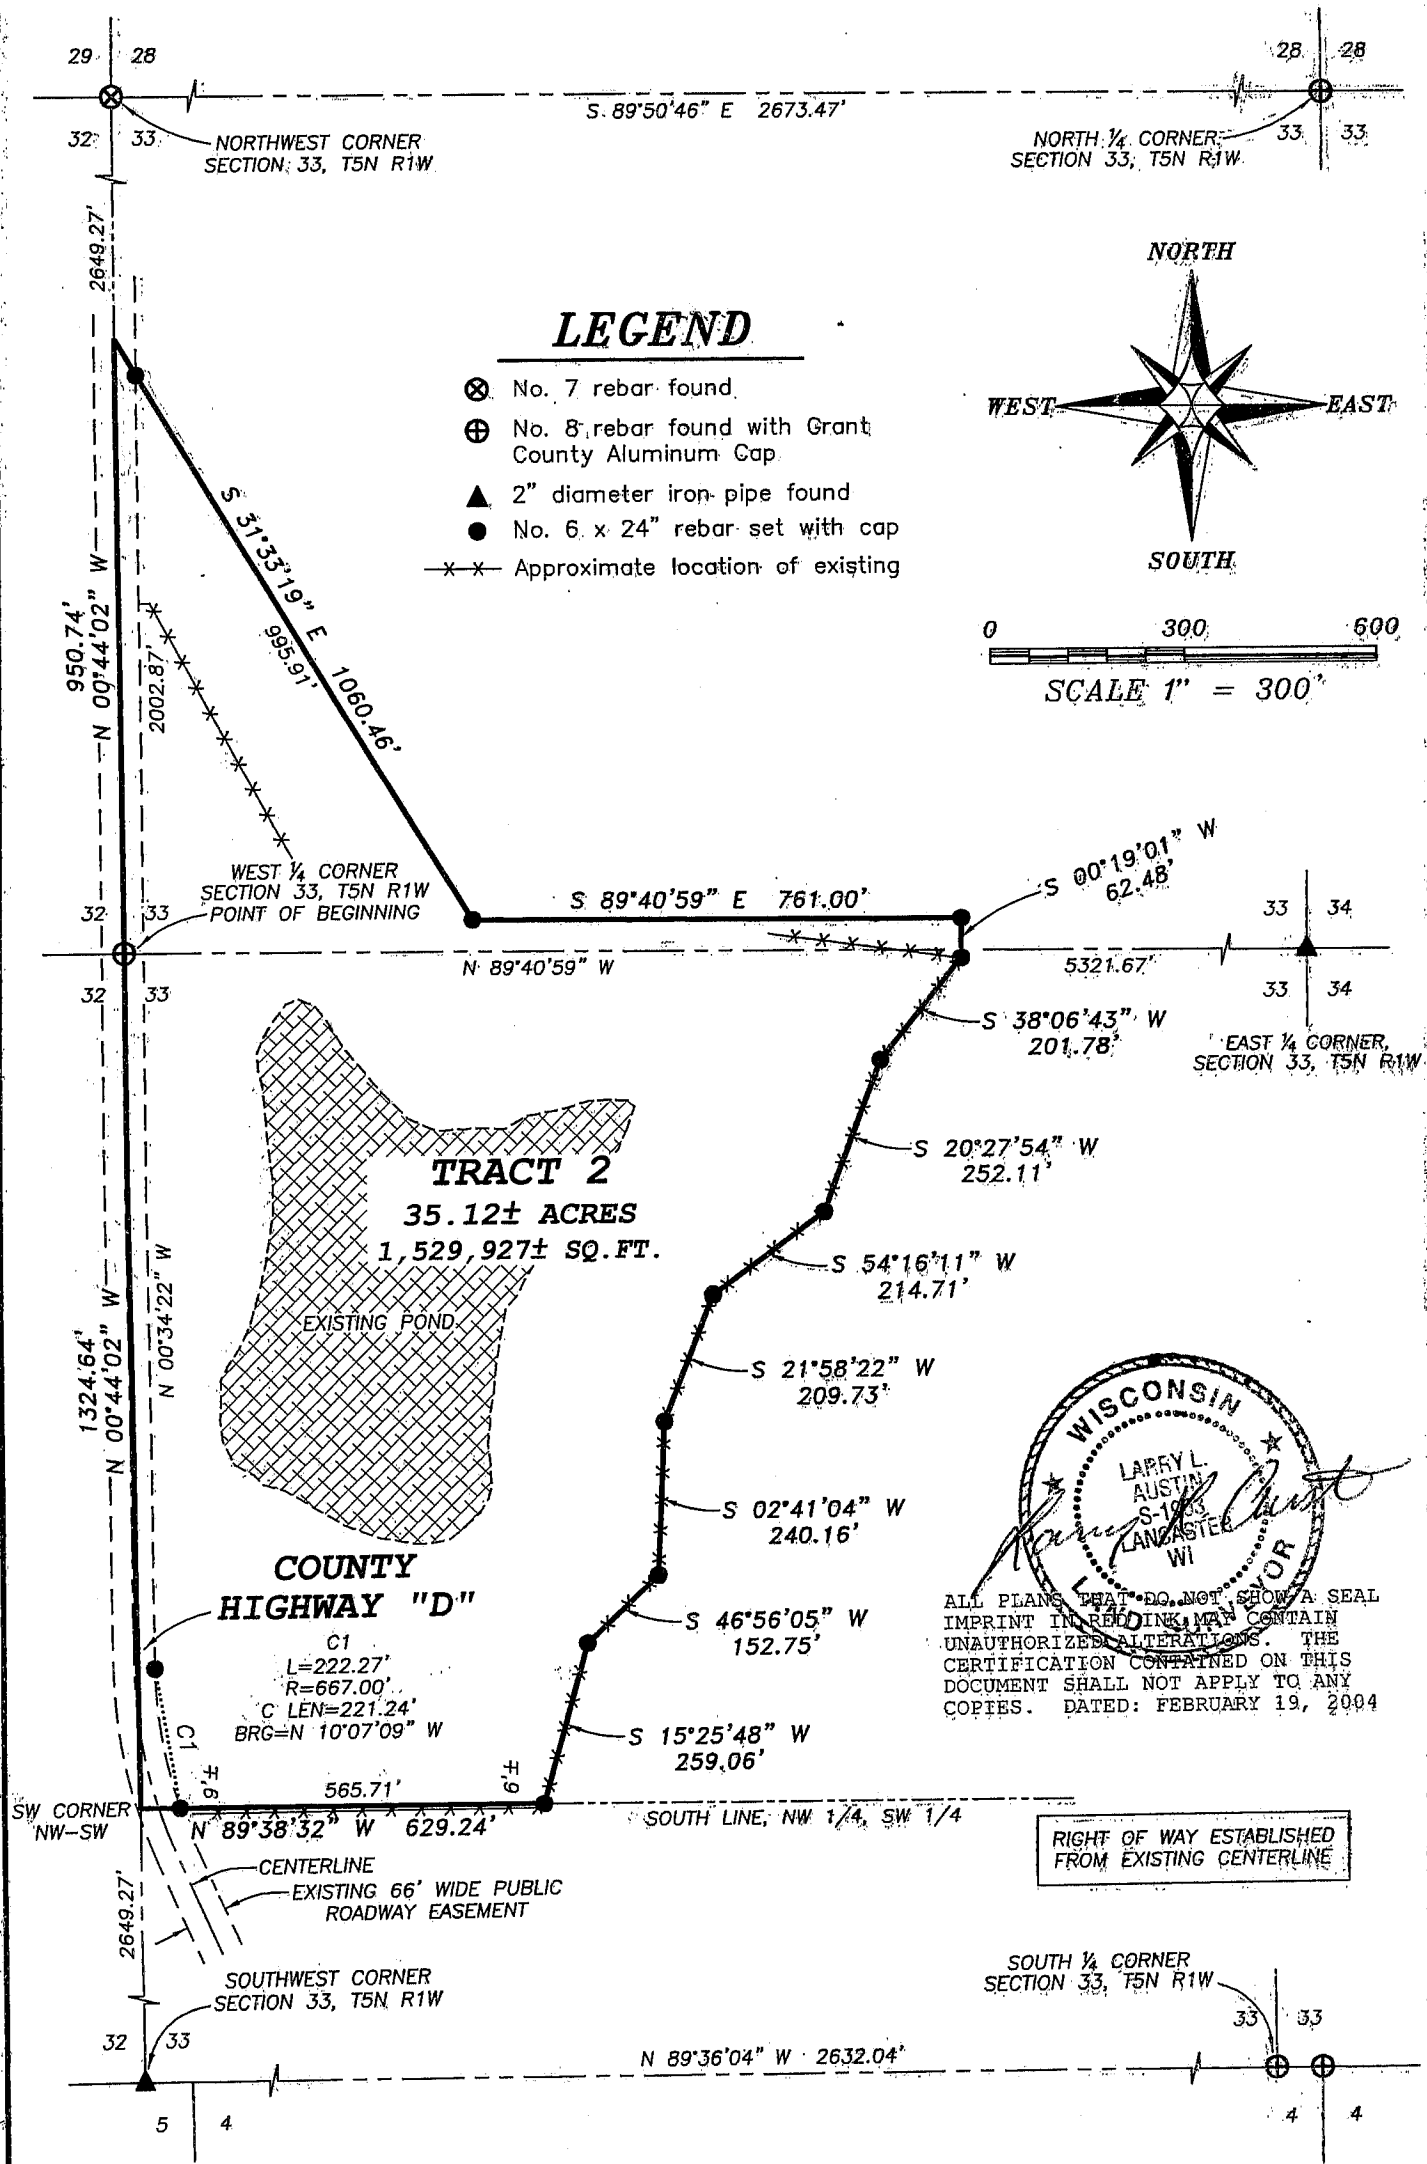 29 28
28 28
S 89°50'46" E 2673.47'
32 33
NORTHWEST CORNER
SECTION 33, T5N R1W
NORTH ¼ CORNER
SECTION 33, T5N R1W
33 33
2649.27'
NORTH
WEST
EAST
SOUTH
LEGEND
No. 7 rebar found
No. 8 rebar found with Grant
County Aluminum Cap
2" diameter iron pipe found
No. 6 x 24" rebar set with cap
Approximate location of existing
0 300 600
SCALE 1" = 300'
S 31°33'19" E 1060.46'
995.91'
950.74'
N 00°44'02" W
2002.87'
WEST ¼ CORNER
SECTION 33, T5N R1W
POINT OF BEGINNING
32 33
32 33
S 89°40'59" E 761.00'
S 00°19'01" W
62.48'
N 89°40'59" W
5321.67'
33 34
33 34
EAST ¼ CORNER,
SECTION 33, T5N R1W
S 38°06'43" W
201.78'
S 20°27'54" W
252.11'
TRACT 2
35.12± ACRES
1,529,927± SQ.FT.
EXISTING POND
S 54°16'11" W
214.71'
S 21°58'22" W
209.73'
1324.64'
N 00°44'02" W
N 00°34'22" W
S 02°41'04" W
240.16'
WISCONSIN
LARRY L.
AUSTIN
S-1903
LANCASTER
WI
LAND SURVEYOR
COUNTY
HIGHWAY "D"
C1
L=222.27'
R=667.00'
C LEN=221.24'
BRG=N 10°07'09" W
C1
S 46°56'05" W
152.75'
S 15°25'48" W
259.06'
ALL PLANS THAT DO NOT SHOW A SEAL
IMPRINT IN RED INK MAY CONTAIN
UNAUTHORIZED ALTERATIONS. THE
CERTIFICATION CONTAINED ON THIS
DOCUMENT SHALL NOT APPLY TO ANY
COPIES. DATED: FEBRUARY 19, 2004
9'±
9'±
565.71'
SW CORNER
NW-SW
N 89°38'32" W 629.24'
SOUTH LINE, NW 1/4, SW 1/4
RIGHT OF WAY ESTABLISHED
FROM EXISTING CENTERLINE
CENTERLINE
EXISTING 66' WIDE PUBLIC
ROADWAY EASEMENT
2649.27'
SOUTHWEST CORNER
SECTION 33, T5N R1W
SOUTH ¼ CORNER
SECTION 33, T5N R1W
32 33
33 33
N 89°36'04" W 2632.04'
5 4
4 4